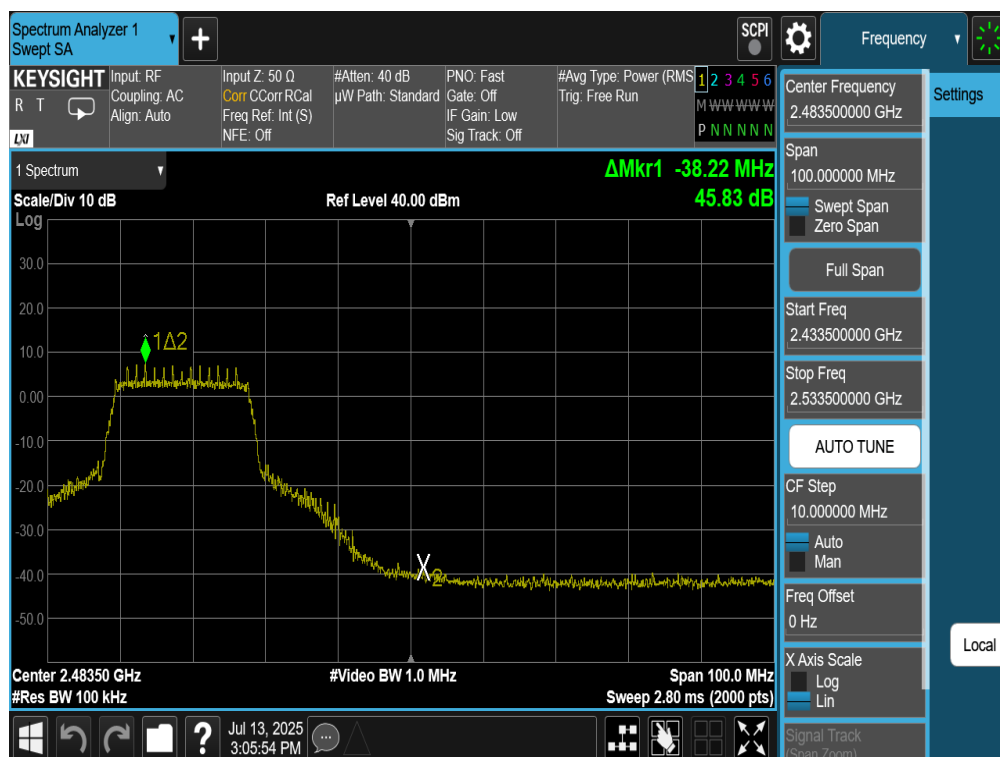 Spectrum Analyzer 1
Swept SA
+
SCPI
Frequency
KEYSIGHT
R T
LXI
Input: RF
Coupling: AC
Align: Auto
Input Z: 50 Ω
Corr CCorr RCal
Freq Ref: Int (S)
NFE: Off
#Atten: 40 dB
µW Path: Standard
PNO: Fast
Gate: Off
IF Gain: Low
Sig Track: Off
#Avg Type: Power (RMS
Trig: Free Run
1 2 3 4 5 6
M W W W W W
P N N N N N
1 Spectrum
ΔMkr1 -38.22 MHz
45.83 dB
Scale/Div 10 dB
Ref Level 40.00 dBm
Log
30.0
20.0
10.0
0.00
-10.0
-20.0
-30.0
-40.0
-50.0
1Δ2
X2
Center 2.48350 GHz
#Video BW 1.0 MHz
Span 100.0 MHz
#Res BW 100 kHz
Sweep 2.80 ms (2000 pts)
?
Jul 13, 2025
3:05:54 PM
Center Frequency
2.483500000 GHz
Span
100.000000 MHz
Swept Span
Zero Span
Full Span
Start Freq
2.433500000 GHz
Stop Freq
2.533500000 GHz
AUTO TUNE
CF Step
10.000000 MHz
Auto
Man
Freq Offset
0 Hz
X Axis Scale
Log
Lin
Signal Track
(Span Zoom)
Settings
Local